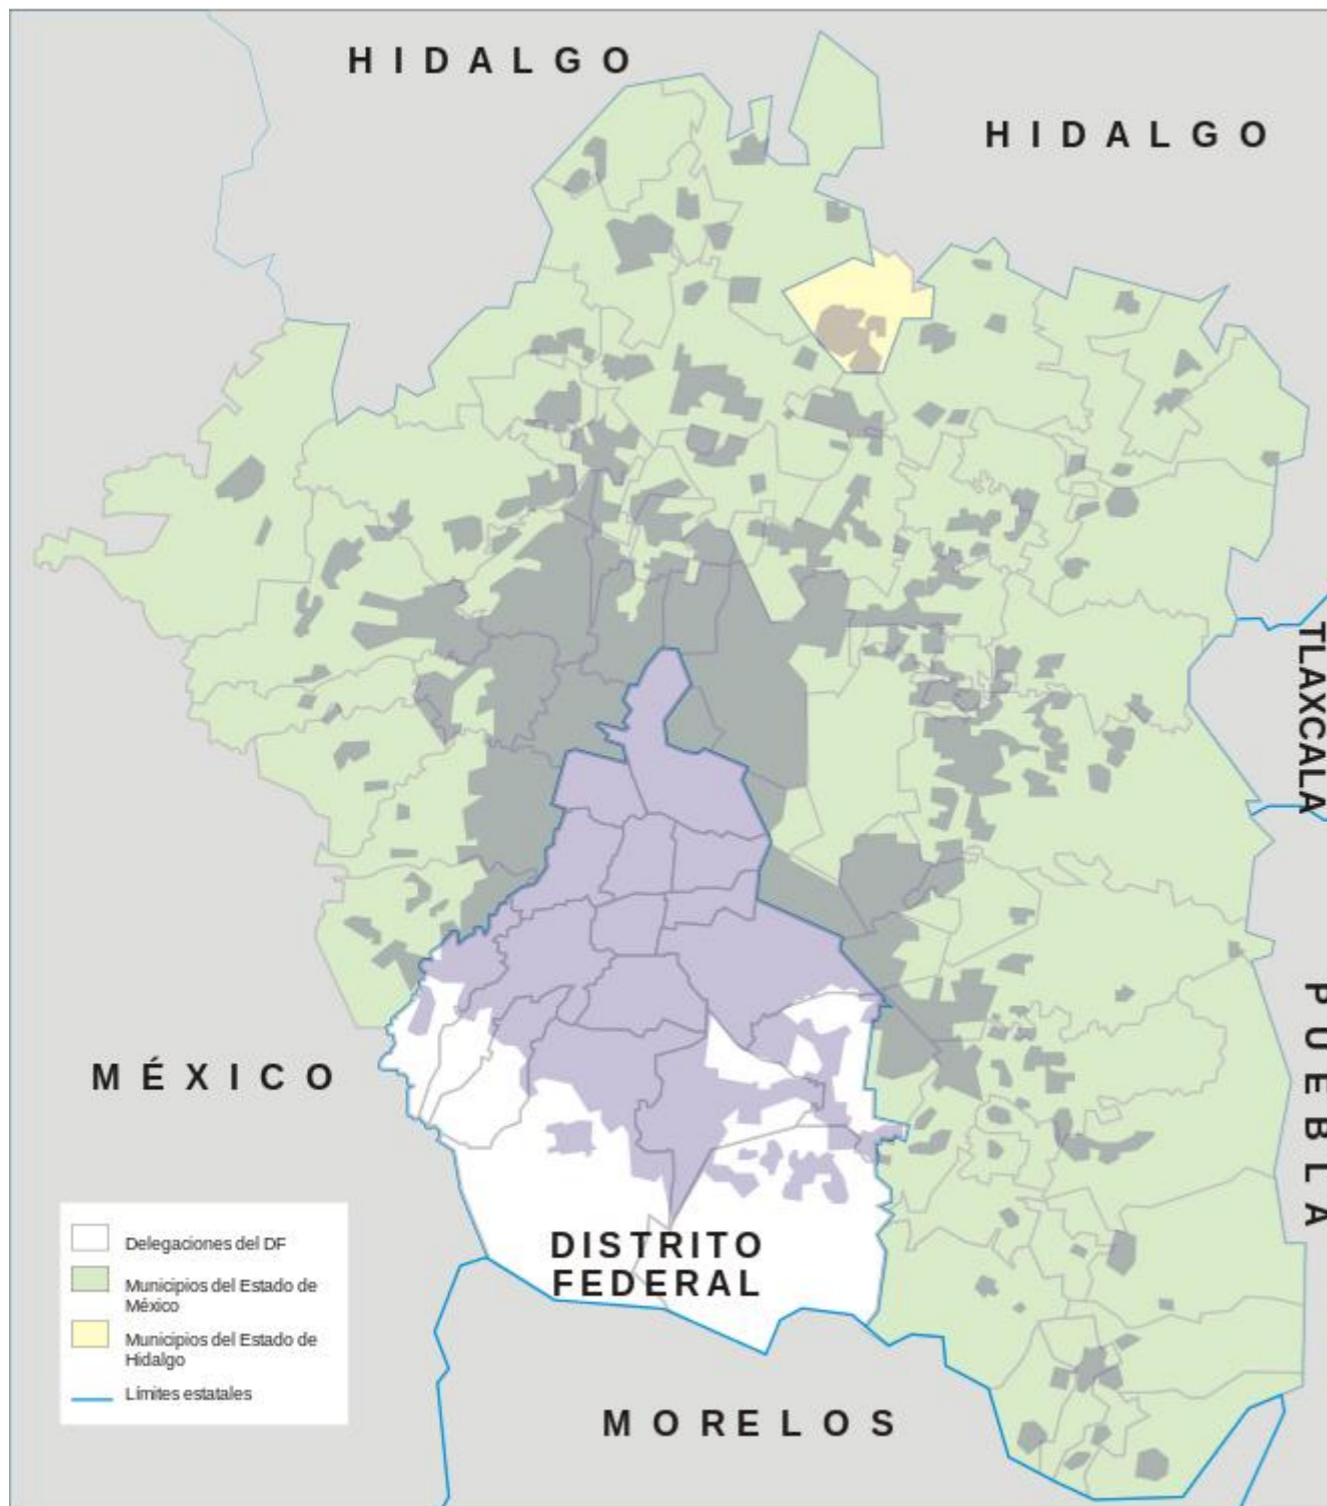 HIDALGO
HIDALGO
TLAXCALA
PUEBLA
MÉXICO
DISTRITO
FEDERAL
MORELOS
Delegaciones del DF
Municipios del Estado de
México
Municipios del Estado de
Hidalgo
Límites estatales